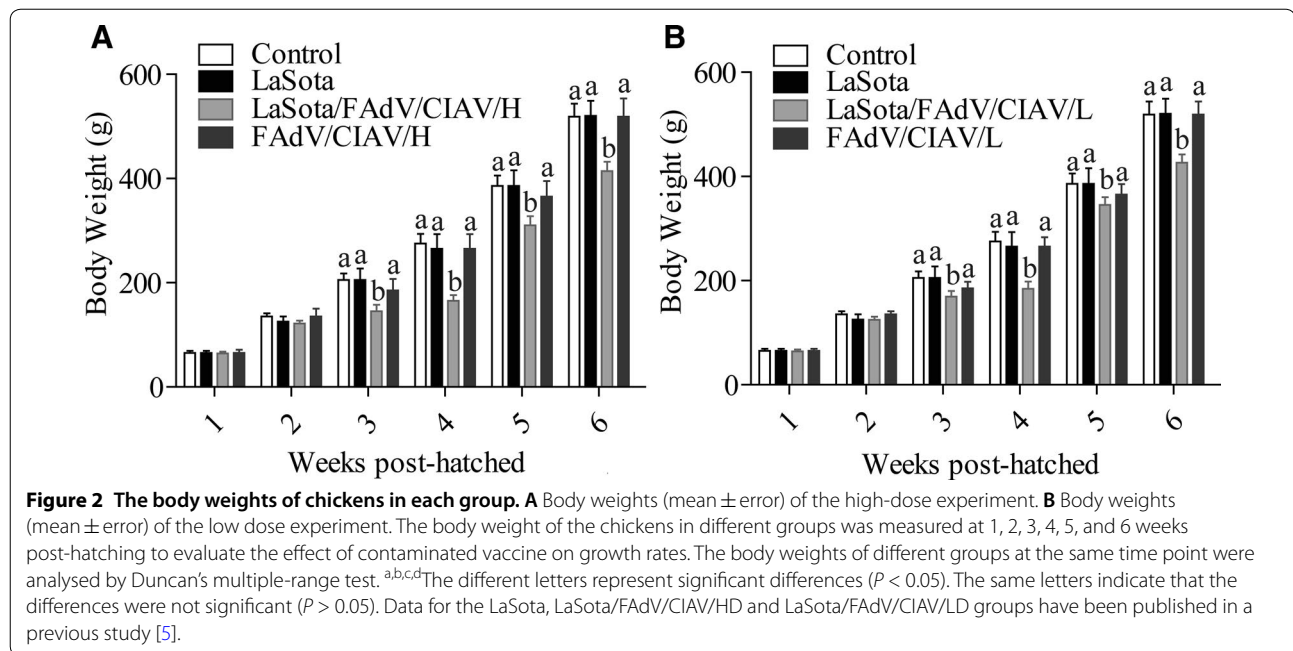 A
Control
LaSota
LaSota/FAdV/CIAV/H
FAdV/CIAV/H
Body Weight (g)
600
400
200
0
a a b a
a a b a
a a b a
a a b a
1 2 3 4 5 6
Weeks post-hatched
B
Control
LaSota
LaSota/FAdV/CIAV/L
FAdV/CIAV/L
Body Weight (g)
600
400
200
0
a a b a
a a b a
a a b a
a a b a
1 2 3 4 5 6
Weeks post-hatched
Figure 2 The body weights of chickens in each group. A Body weights (mean ± error) of the high-dose experiment. B Body weights
(mean ± error) of the low dose experiment. The body weight of the chickens in different groups was measured at 1, 2, 3, 4, 5, and 6 weeks
post-hatching to evaluate the effect of contaminated vaccine on growth rates. The body weights of different groups at the same time point were
analysed by Duncan's multiple-range test. a,b,c,dThe different letters represent significant differences (P < 0.05). The same letters indicate that the
differences were not significant (P > 0.05). Data for the LaSota, LaSota/FAdV/CIAV/HD and LaSota/FAdV/CIAV/LD groups have been published in a
previous study [5].